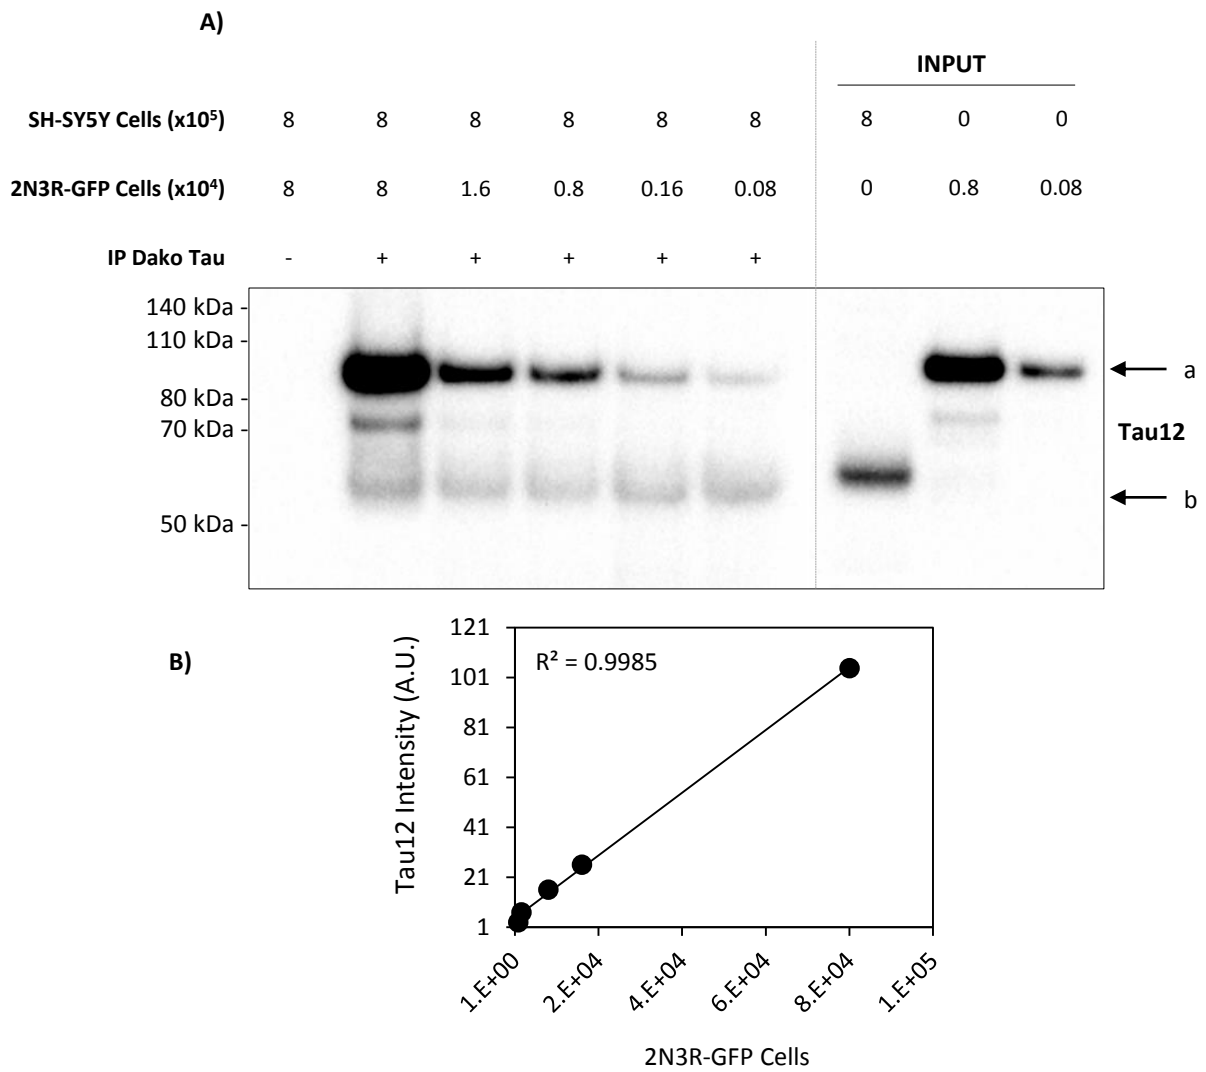 A)
INPUT
SH-SY5Y Cells (x10⁵) 8 8 8 8 8 8 8 0 0
2N3R-GFP Cells (x10⁴) 8 8 1.6 0.8 0.16 0.08 0 0.8 0.08
IP Dako Tau - + + + + +
140 kDa -
110 kDa -
a
80 kDa -
70 kDa -
Tau12
b
50 kDa -
B)
Tau12 Intensity (A.U.)
121
R² = 0.9985
101
81
61
41
21
1
1.E+00 2.E+04 4.E+04 6.E+04 8.E+04 1.E+05
2N3R-GFP Cells